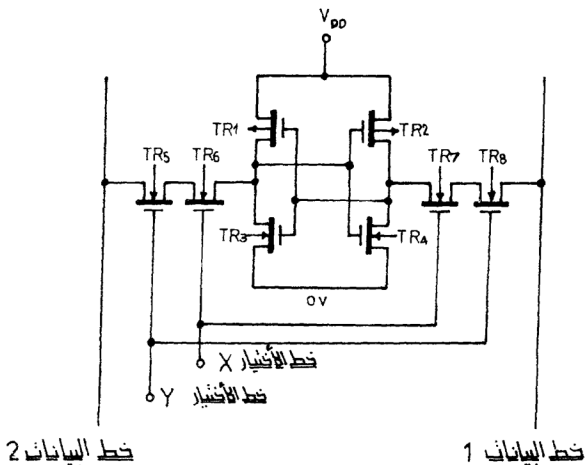 V_DD
TR1
TR2
TR5
TR6
TR7
TR8
TR3
TR4
0V
X خط الأختيار
Y خط الأختيار
خط البيانات 2
خط البيانات 1